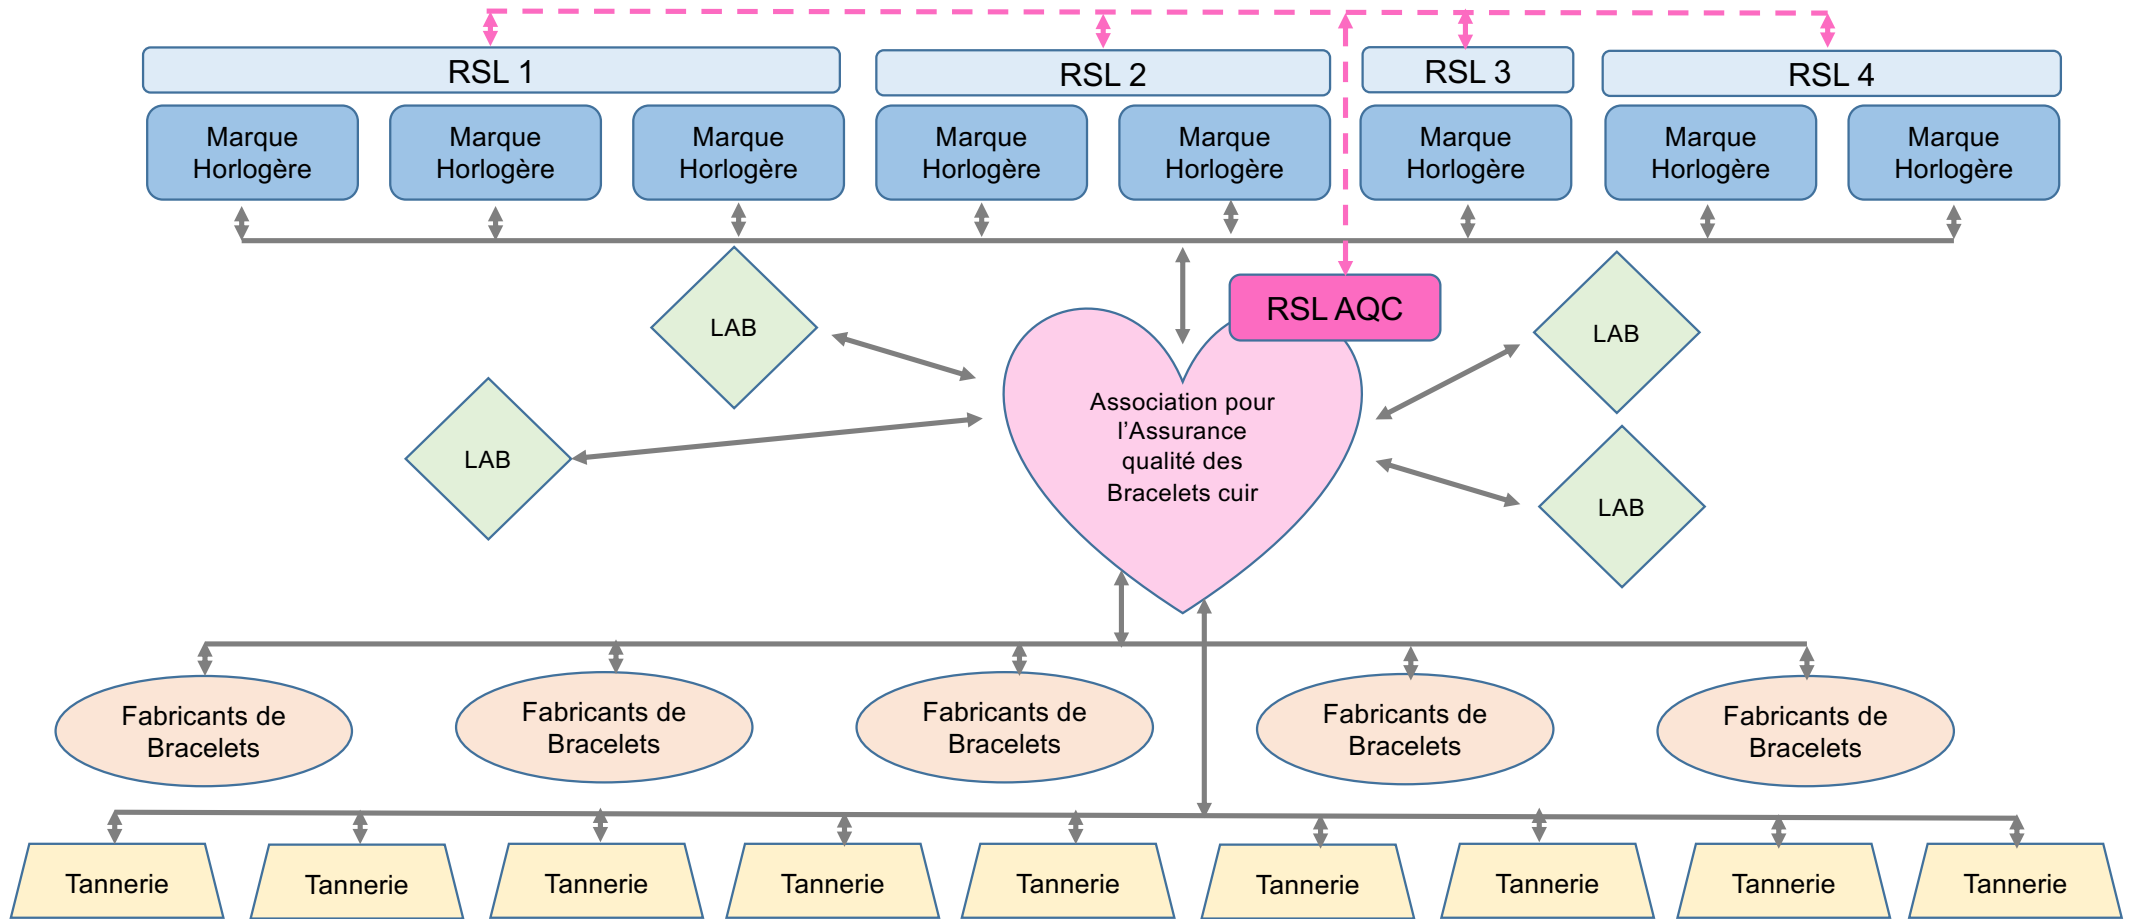 RSL 1
RSL 2
RSL 3
RSL 4
Marque
Horlogère
Marque
Horlogère
Marque
Horlogère
Marque
Horlogère
Marque
Horlogère
Marque
Horlogère
Marque
Horlogère
Marque
Horlogère
RSL AQC
LAB
LAB
LAB
LAB
Association pour
l’Assurance
qualité des
Bracelets cuir
Fabricants de
Bracelets
Fabricants de
Bracelets
Fabricants de
Bracelets
Fabricants de
Bracelets
Fabricants de
Bracelets
Tannerie
Tannerie
Tannerie
Tannerie
Tannerie
Tannerie
Tannerie
Tannerie
Tannerie